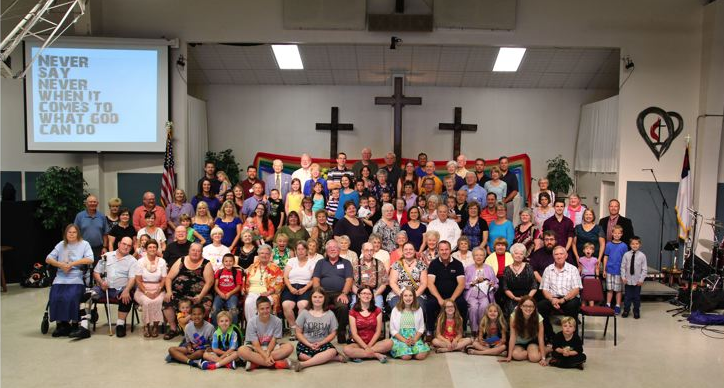 NEVER
SAY
NEVER
WHEN IT
COMES TO
WHAT GOD
CAN DO